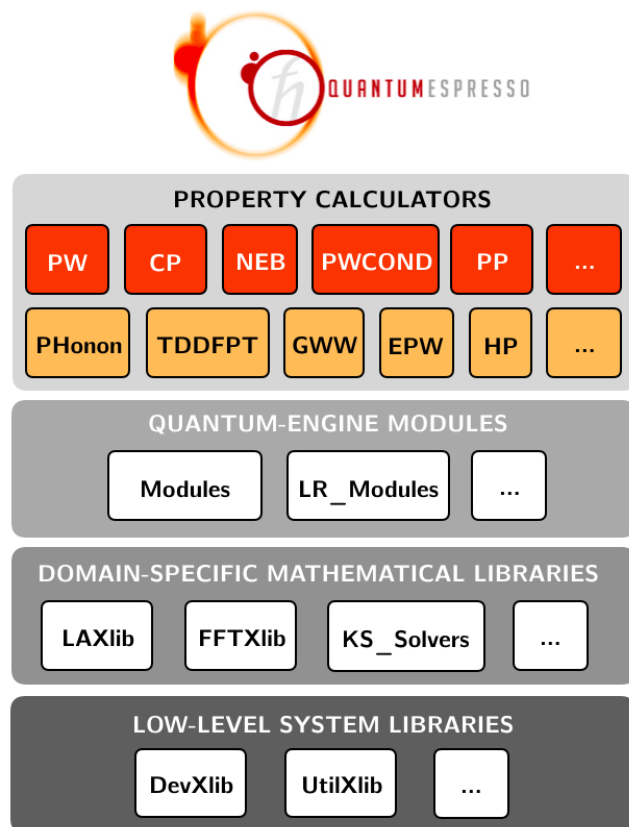 ħ QUANTUMESPRESSO
PROPERTY CALCULATORS
PW CP NEB PWCOND PP ...
PHonon TDDFPT GWW EPW HP ...
QUANTUM-ENGINE MODULES
Modules LR_Modules ...
DOMAIN-SPECIFIC MATHEMATICAL LIBRARIES
LAXlib FFTXlib KS_Solvers ...
LOW-LEVEL SYSTEM LIBRARIES
DevXlib UtilXlib ...